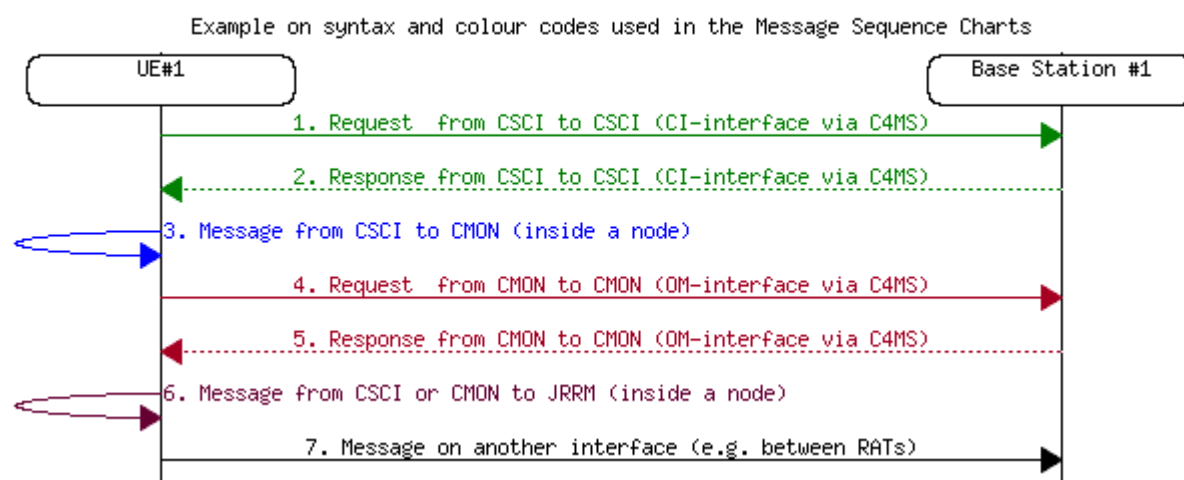 Example on syntax and colour codes used in the Message Sequence Charts
UE#1
Base Station #1
1. Request  from CSCI to CSCI (CI-interface via C4MS)
2. Response from CSCI to CSCI (CI-interface via C4MS)
3. Message from CSCI to CMON (inside a node)
4. Request  from CMON to CMON (OM-interface via C4MS)
5. Response from CMON to CMON (OM-interface via C4MS)
6. Message from CSCI or CMON to JRRM (inside a node)
7. Message on another interface (e.g. between RATs)